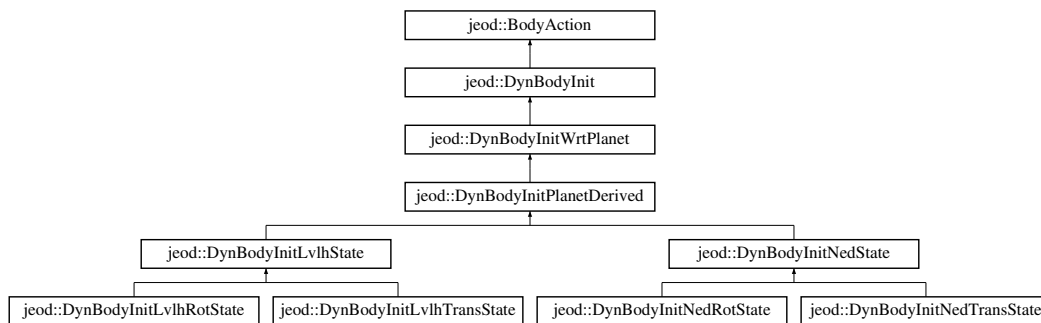 jeod::BodyAction
jeod::DynBodyInit
jeod::DynBodyInitWrtPlanet
jeod::DynBodyInitPlanetDerived
jeod::DynBodyInitLvlhState
jeod::DynBodyInitNedState
jeod::DynBodyInitLvlhRotState
jeod::DynBodyInitLvlhTransState
jeod::DynBodyInitNedRotState
jeod::DynBodyInitNedTransState